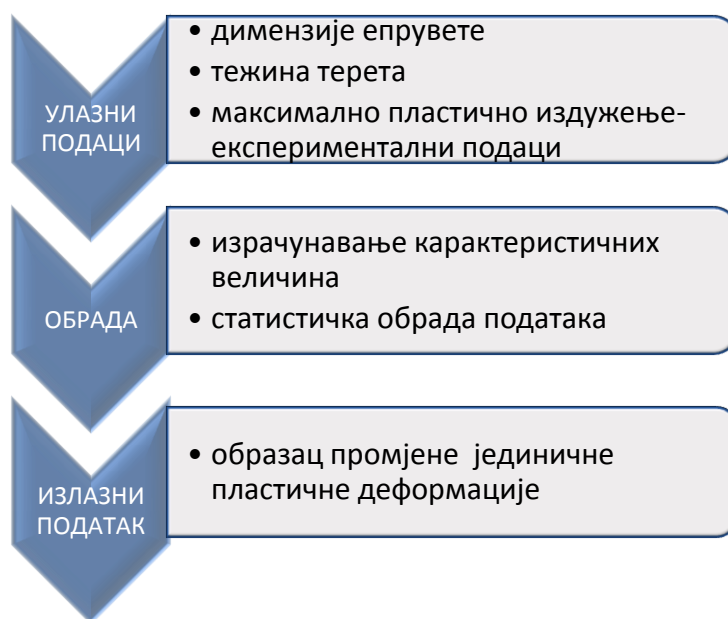 УЛАЗНИ
ПОДАЦИ
• димензије епрувете
• тежина терета
• максимално пластично издужење-
експериментални подаци
ОБРАДА
• израчунавање карактеристичних
величина
• статистичка обрада података
ИЗЛАЗНИ
ПОДАТАК
• образац промјене јединичне
пластичне деформације